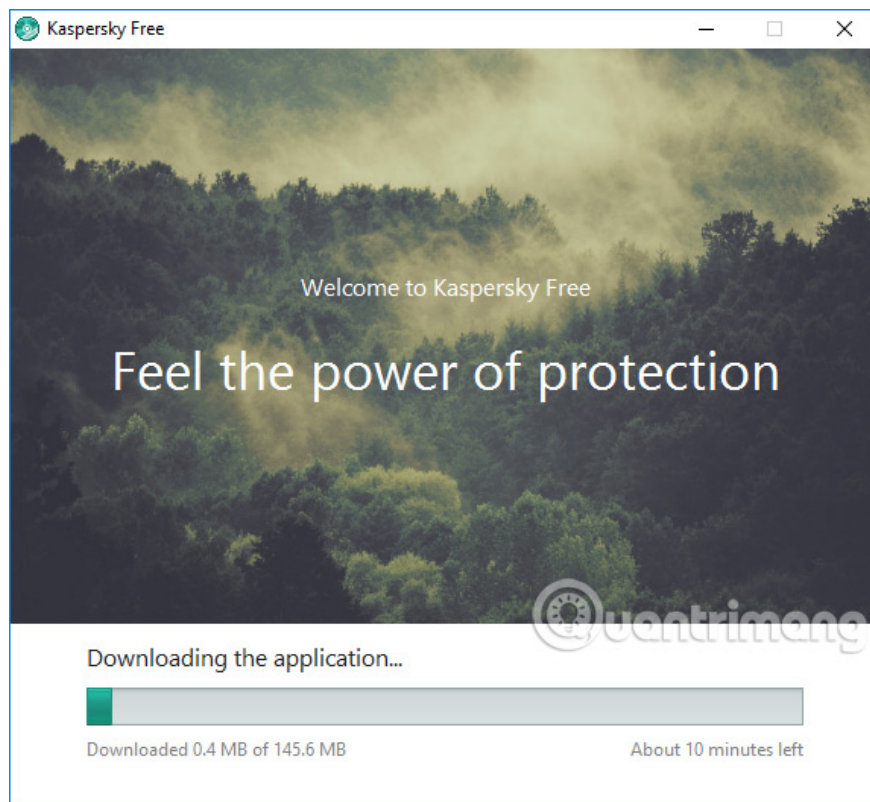 Kaspersky Free
Welcome to Kaspersky Free
Feel the power of protection
Quantrimang
Downloading the application...
Downloaded 0.4 MB of 145.6 MB
About 10 minutes left